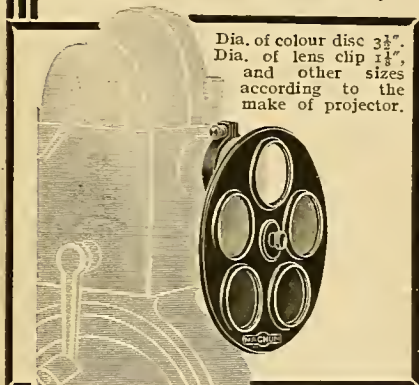 Dia. of colour disc 3½".
Dia. of lens clip 1⅛",
and other sizes
according to the
make of projector.